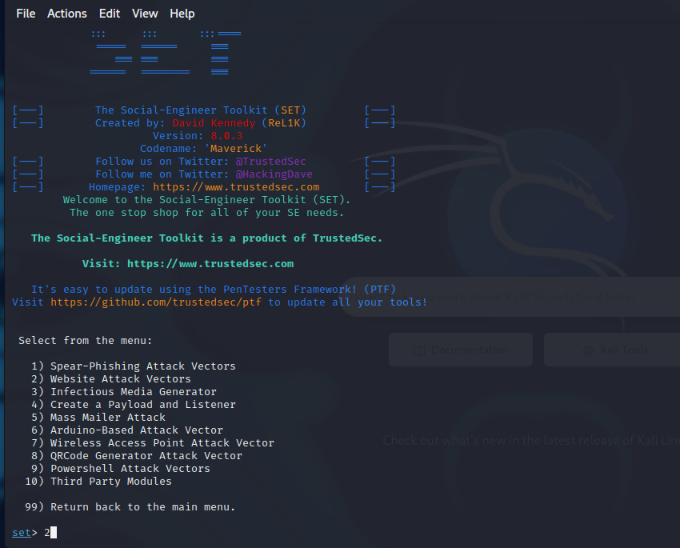 File Actions Edit View Help
[---] The Social-Engineer Toolkit (SET) [---]
[---] Created by: David Kennedy (ReL1K) [---]
Version: 8.0.3
Codename: 'Maverick'
[---] Follow us on Twitter: @TrustedSec [---]
[---] Follow me on Twitter: @HackingDave [---]
[---] Homepage: https://www.trustedsec.com [---]
Welcome to the Social-Engineer Toolkit (SET).
The one stop shop for all of your SE needs.
The Social-Engineer Toolkit is a product of TrustedSec.
Visit: https://www.trustedsec.com
It's easy to update using the PenTesters Framework! (PTF)
Visit https://github.com/trustedsec/ptf to update all your tools!
Select from the menu:
1) Spear-Phishing Attack Vectors
2) Website Attack Vectors
3) Infectious Media Generator
4) Create a Payload and Listener
5) Mass Mailer Attack
6) Arduino-Based Attack Vector
7) Wireless Access Point Attack Vector
8) QRCode Generator Attack Vector
9) Powershell Attack Vectors
10) Third Party Modules
99) Return back to the main menu.
set> 2
Documentation
Kali Tools
Check out what's new in the latest release of Kali